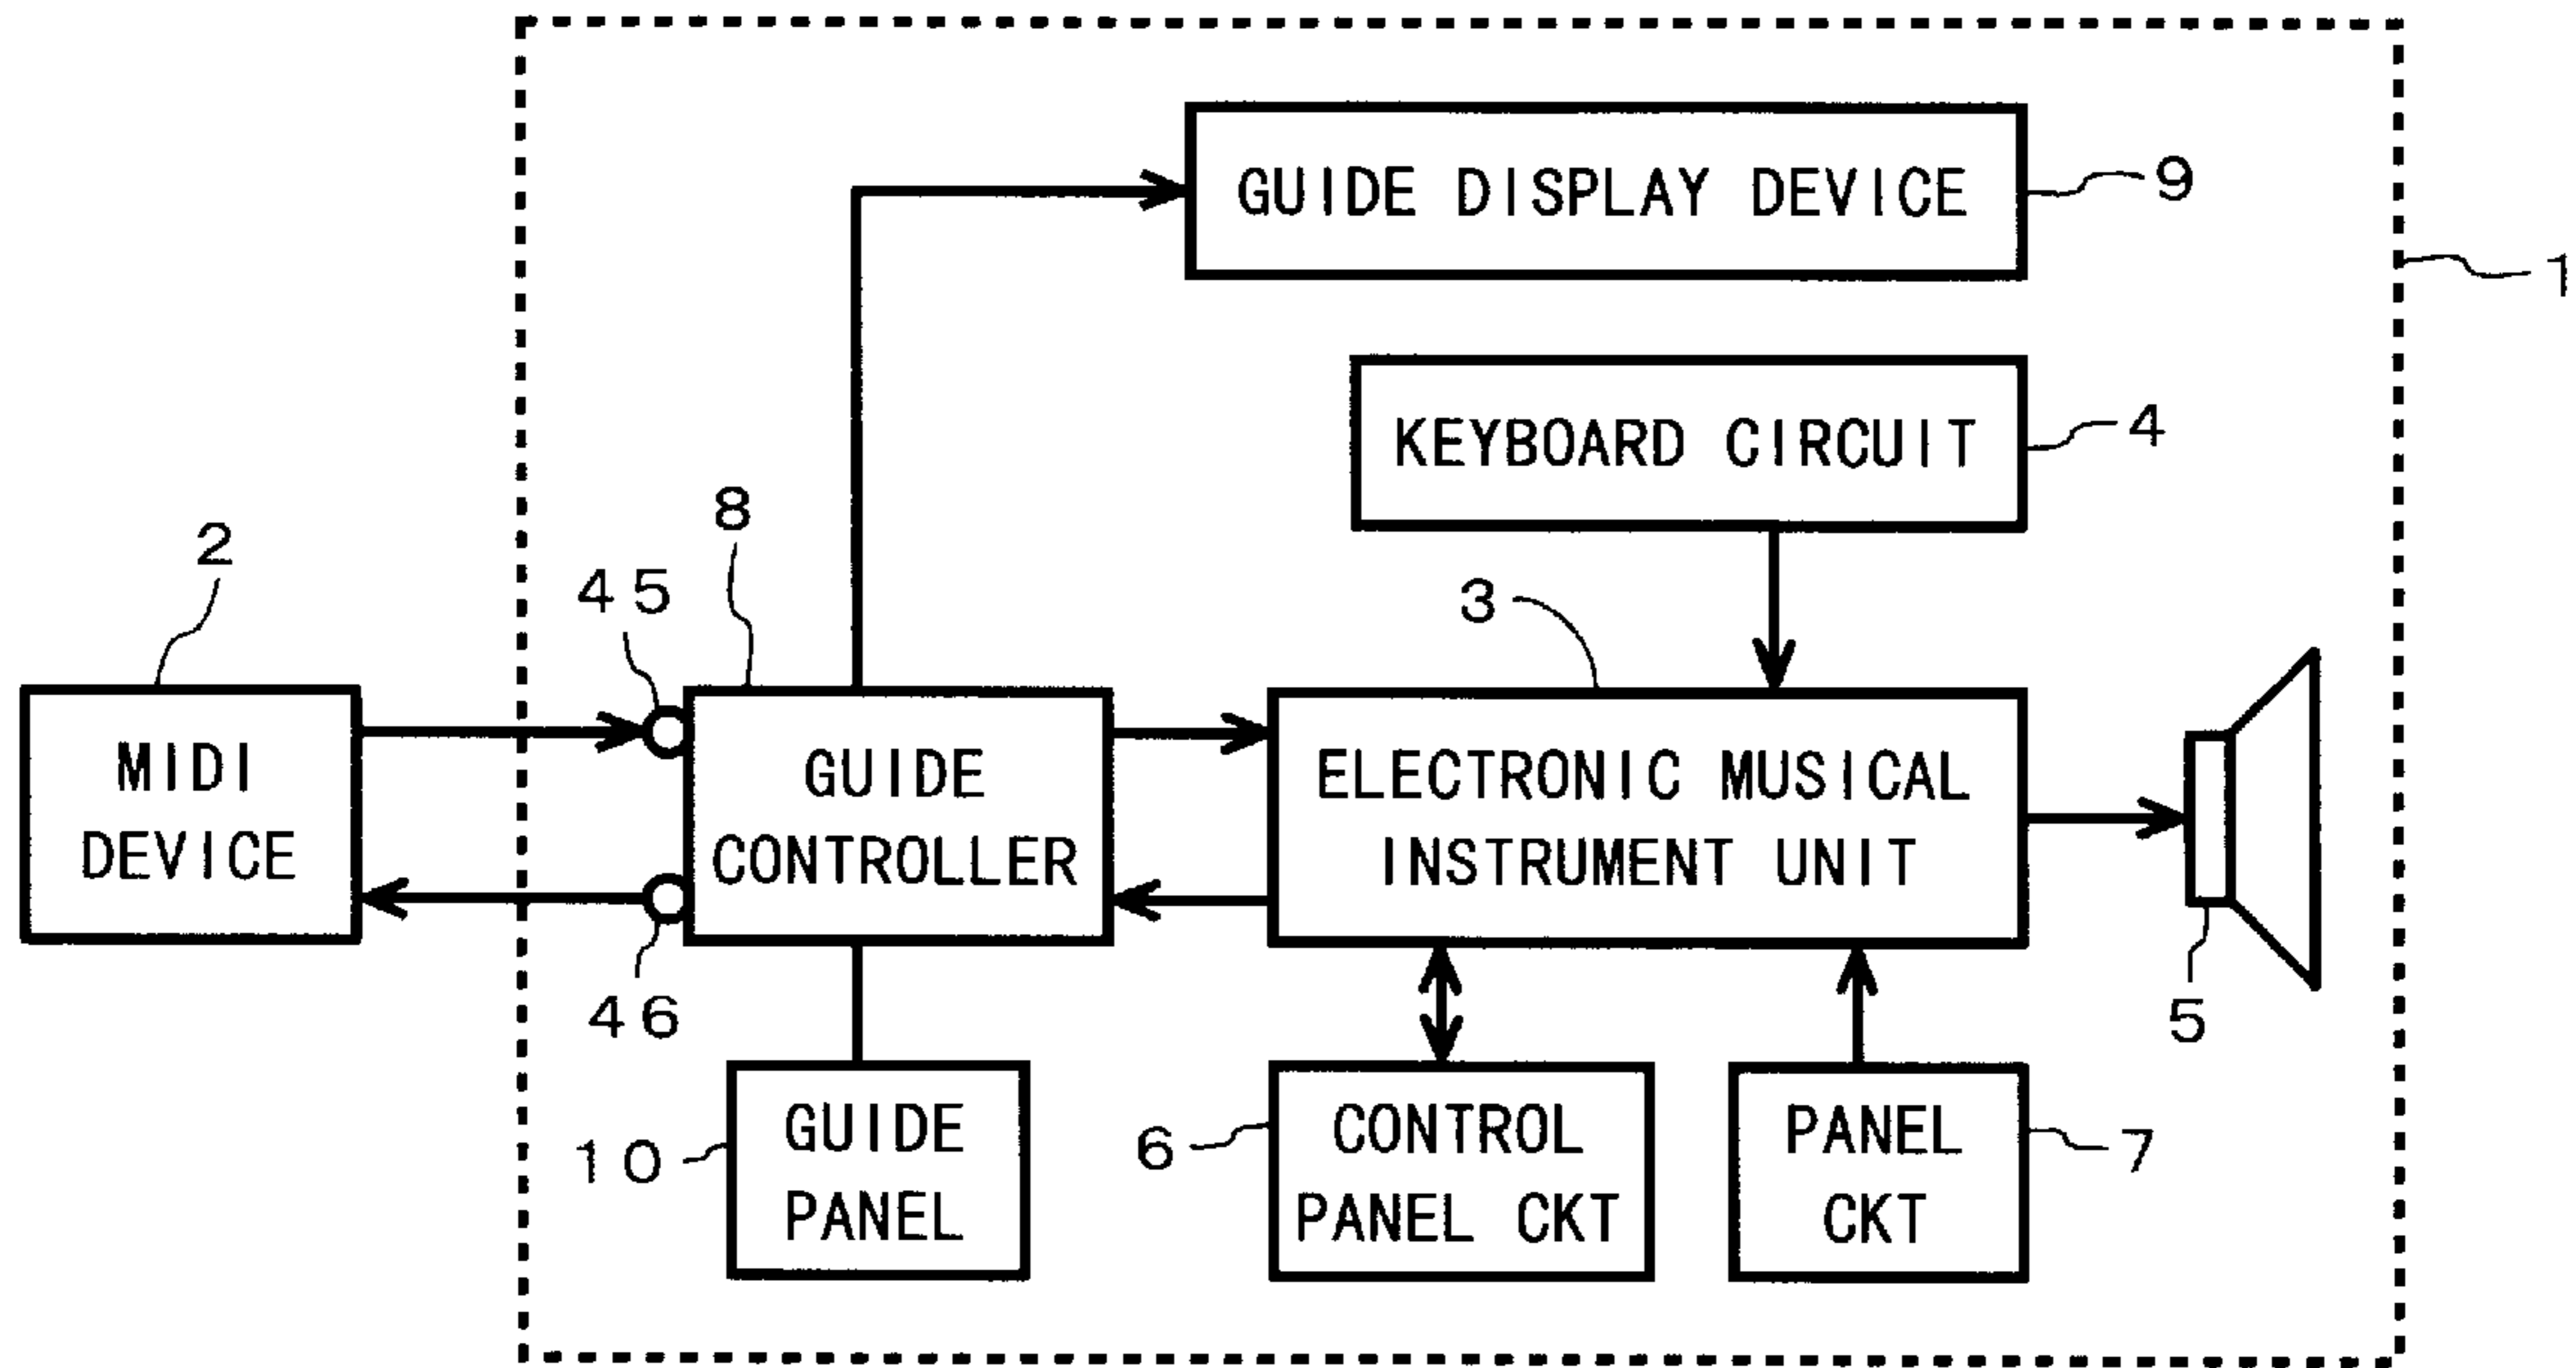 GUIDE DISPLAY DEVICE
9
1
KEYBOARD CIRCUIT
4
8
2
45
3
MIDI
DEVICE
GUIDE
CONTROLLER
ELECTRONIC MUSICAL
INSTRUMENT UNIT
46
5
10
GUIDE
PANEL
6
CONTROL
PANEL CKT
PANEL
CKT
7